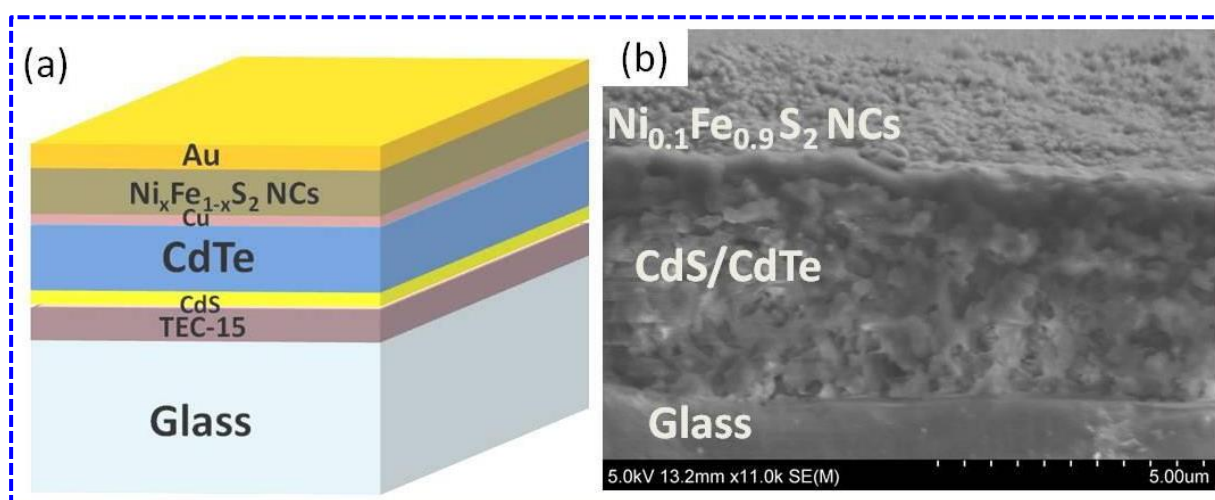 (a)
Au
NiₓFe₁₋ₓS₂ NCs
Cu
CdTe
CdS
TEC-15
Glass
(b)
Ni₀.₁Fe₀.₉S₂ NCs
CdS/CdTe
Glass
5.0kV 13.2mm x11.0k SE(M)
5.00um